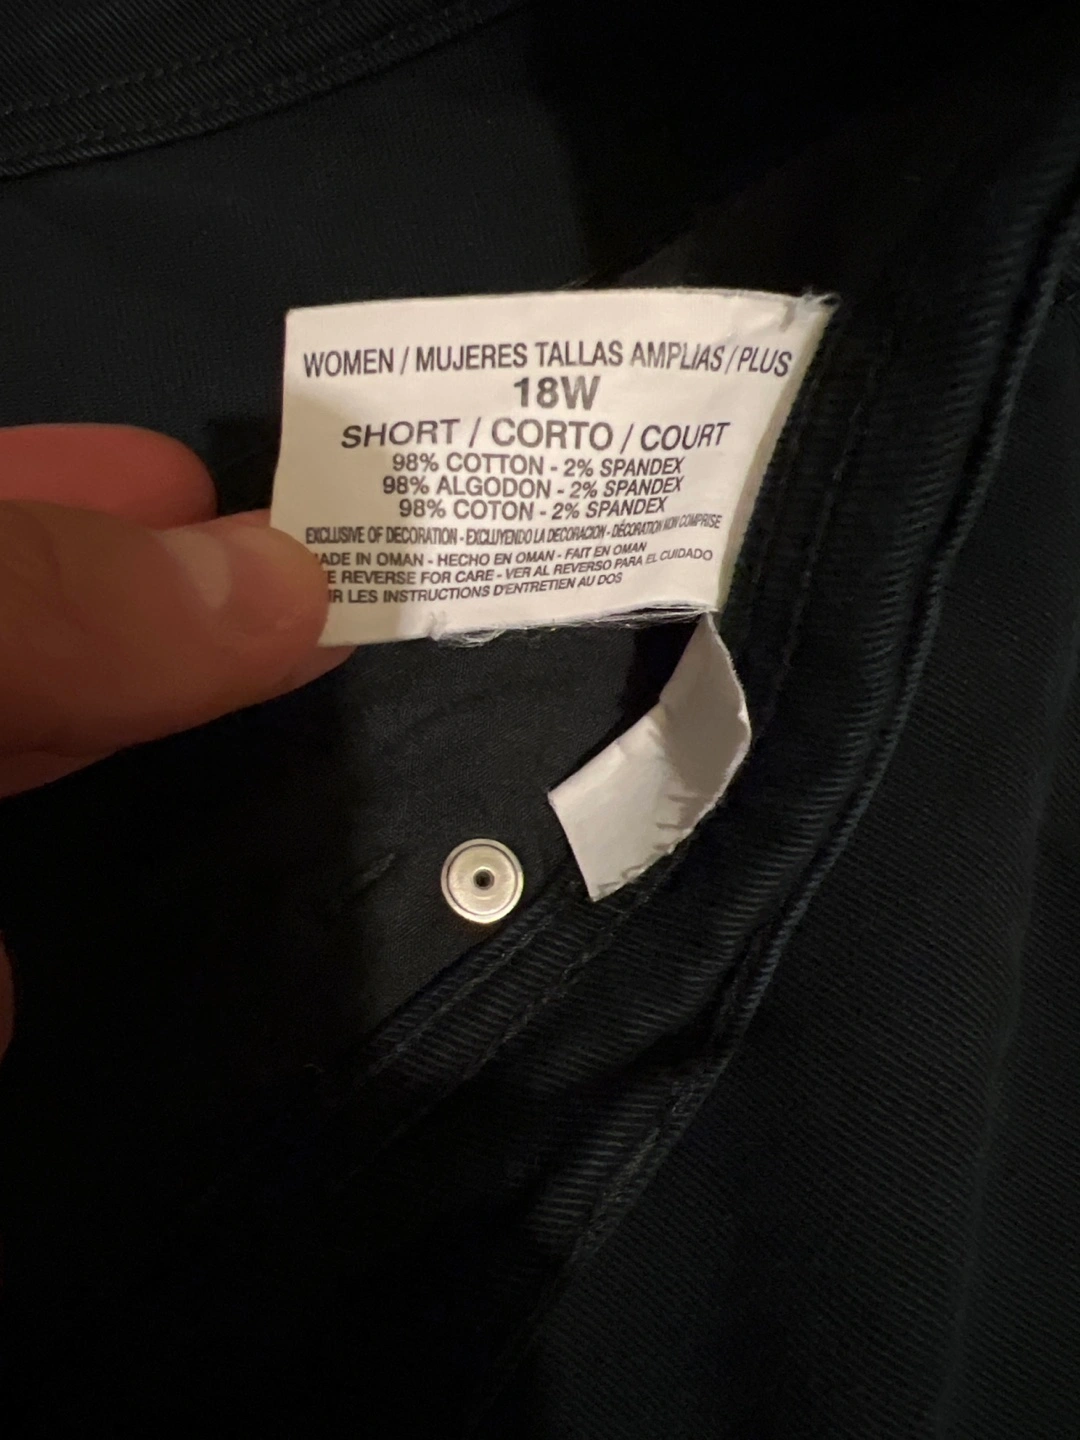 WOMEN / MUJERES TALLAS AMPLIAS / PLUS
18W
SHORT / CORTO / COURT
98% COTTON - 2% SPANDEX
98% ALGODON - 2% SPANDEX
98% COTON - 2% SPANDEX
EXCLUSIVE OF DECORATION - EXCLUYENDO LA DECORACION - DÉCORATION NON COMPRISE
ADE IN OMAN - HECHO EN OMAN - FAIT EN OMAN
E REVERSE FOR CARE - VER AL REVERSO PARA EL CUIDADO
IR LES INSTRUCTIONS D'ENTRETIEN AU DOS